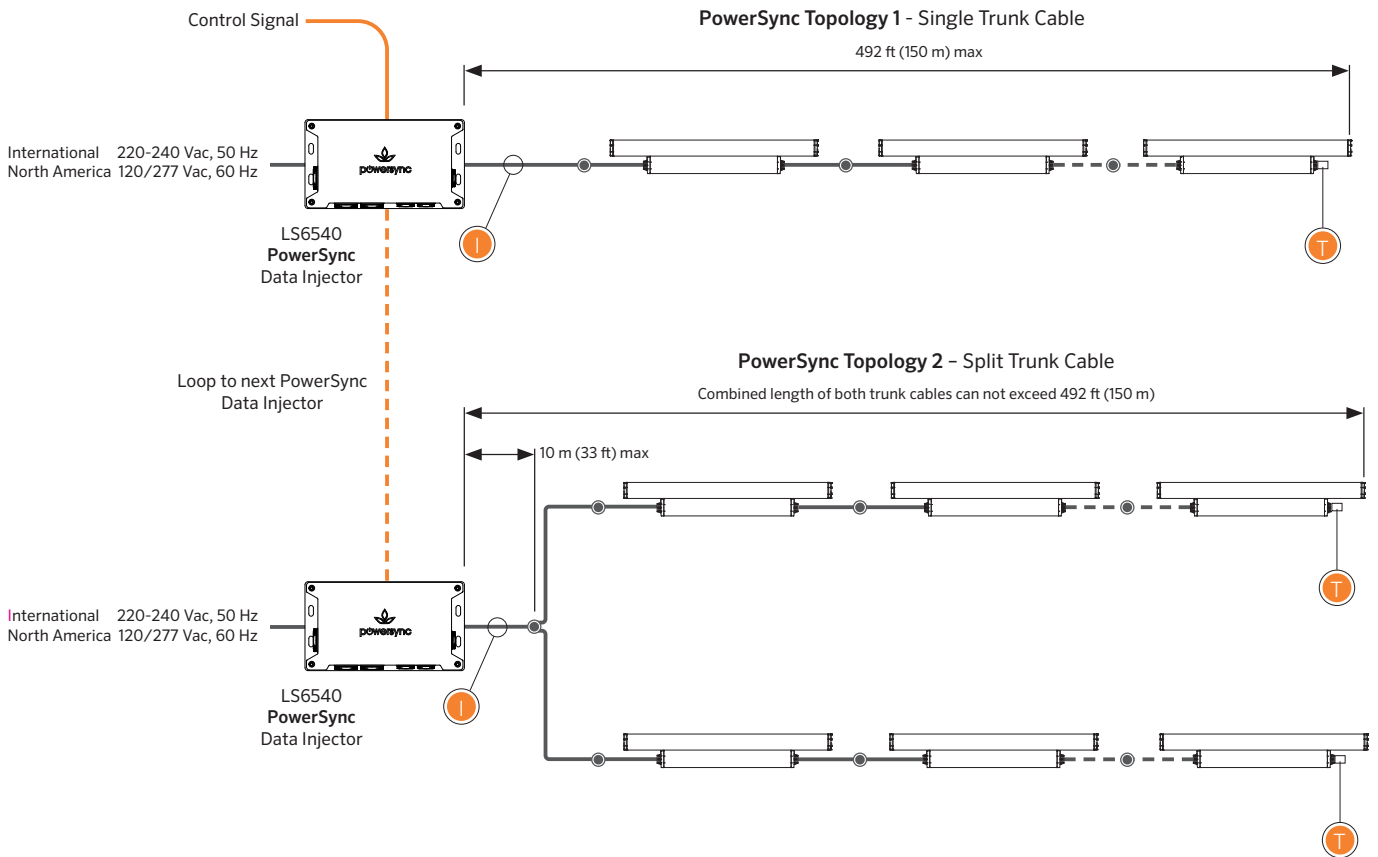 Control Signal
PowerSync Topology 1 - Single Trunk Cable
492 ft (150 m) max
International 220-240 Vac, 50 Hz
North America 120/277 Vac, 60 Hz
powersync
I
T
LS6540
PowerSync
Data Injector
PowerSync Topology 2 – Split Trunk Cable
Loop to next PowerSync
Data Injector
Combined length of both trunk cables can not exceed 492 ft (150 m)
10 m (33 ft) max
T
International 220-240 Vac, 50 Hz
North America 120/277 Vac, 60 Hz
powersync
I
LS6540
PowerSync
Data Injector
T